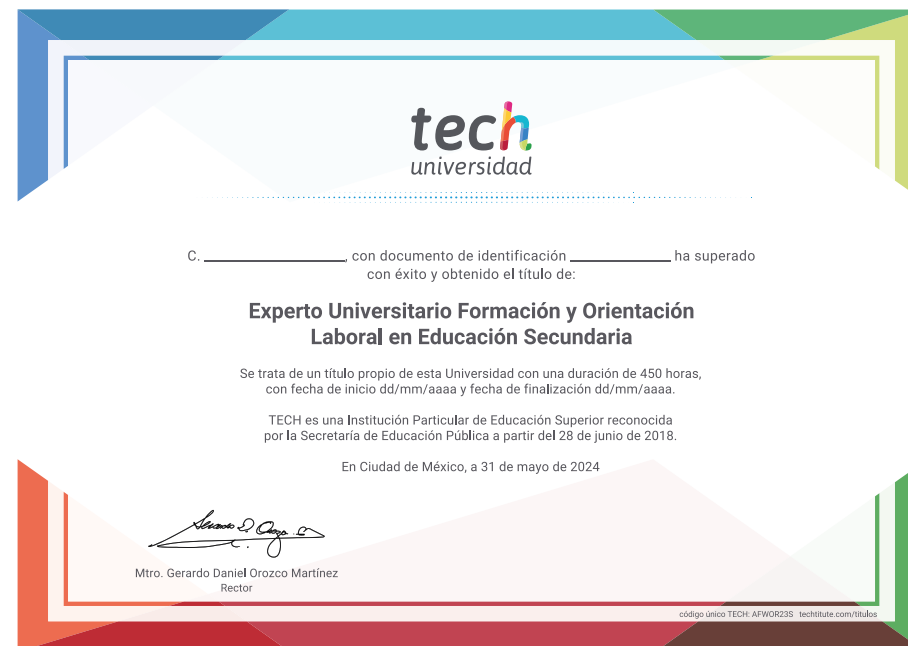 tech
universidad
C. ____________, con documento de identificación ____________ ha superado
con éxito y obtenido el título de:
Experto Universitario Formación y Orientación
Laboral en Educación Secundaria
Se trata de un título propio de esta Universidad con una duración de 450 horas,
con fecha de inicio dd/mm/aaaa y fecha de finalización dd/mm/aaaa.
TECH es una Institución Particular de Educación Superior reconocida
por la Secretaría de Educación Pública a partir del 28 de junio de 2018.
En Ciudad de México, a 31 de mayo de 2024
Mtro. Gerardo Daniel Orozco Martínez
Rector
código único TECH: AFWOR23S techtitute.com/titulos